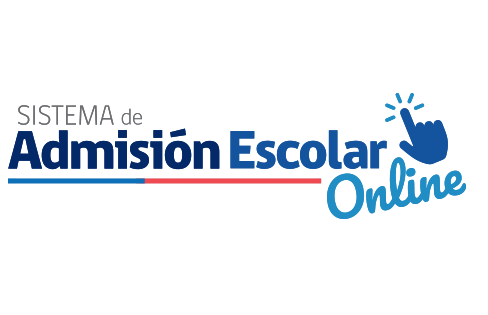 SISTEMA de
Admisión Escolar
Online